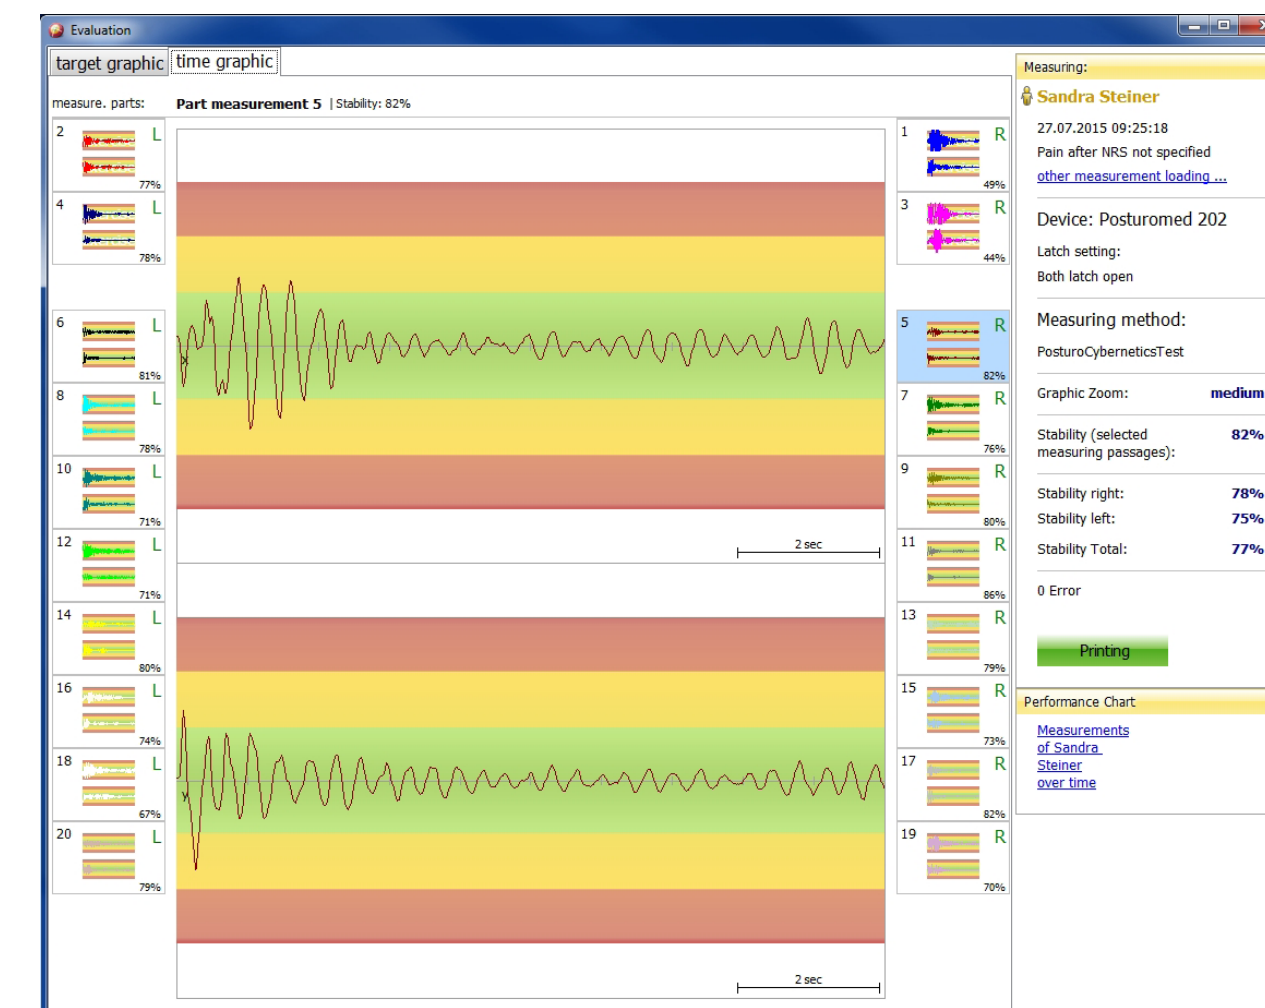 Evaluation
target graphic
time graphic
measure. parts:
Part measurement 5 | Stability: 82%
2 L
77%
4 L
78%
6 L
81%
8 L
78%
10 L
71%
12 L
71%
14 L
80%
16 L
74%
18 L
67%
20 L
79%
x
2 sec
y
2 sec
1 R
49%
3 R
44%
5 R
82%
7 R
76%
9 R
80%
11 R
86%
13 R
79%
15 R
73%
17 R
82%
19 R
70%
Measuring:
Sandra Steiner
27.07.2015 09:25:18
Pain after NRS not specified
other measurement loading ...
Device: Posturomed 202
Latch setting:
Both latch open
Measuring method:
PosturoCyberneticsTest
Graphic Zoom: medium
Stability (selected 82%
measuring passages):
Stability right: 78%
Stability left: 75%
Stability Total: 77%
0 Error
Printing
Performance Chart
Measurements
of Sandra
Steiner
over time